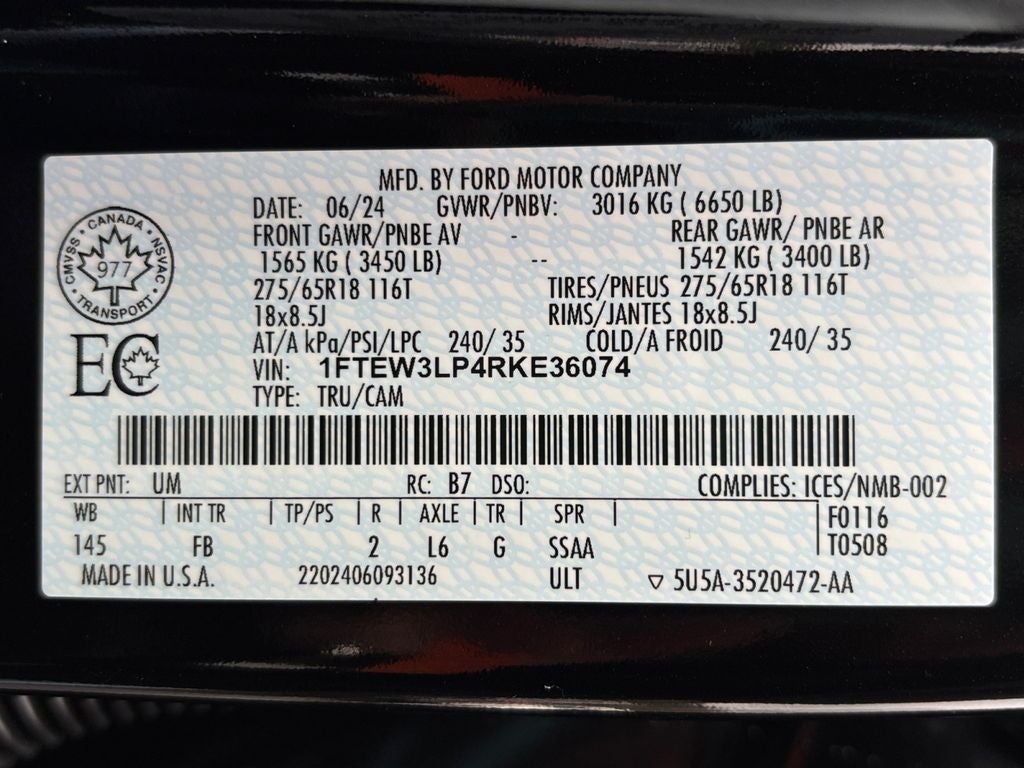 MFD. BY FORD MOTOR COMPANY
DATE: 06/24 GVWR/PNBV: 3016 KG ( 6650 LB)
FRONT GAWR/PNBE AV - REAR GAWR/ PNBE AR
1565 KG ( 3450 LB) -- 1542 KG ( 3400 LB)
275/65R18 116T TIRES/PNEUS 275/65R18 116T
18x8.5J RIMS/JANTES 18x8.5J
AT/A kPa/PSI/LPC 240/ 35 COLD/A FROID 240/ 35
VIN: 1FTEW3LP4RKE36074
TYPE: TRU/CAM
CANADA
CMVSS 977 NSVAC
TRANSPORT
EC
EXT PNT: UM RC: B7 DSO: COMPLIES: ICES/NMB-002
WB | INT TR | TP/PS | R | AXLE | TR | SPR | F0116
145 FB 2 L6 G SSAA T0508
MADE IN U.S.A. 2202406093136 ULT ▽ 5U5A-3520472-AA